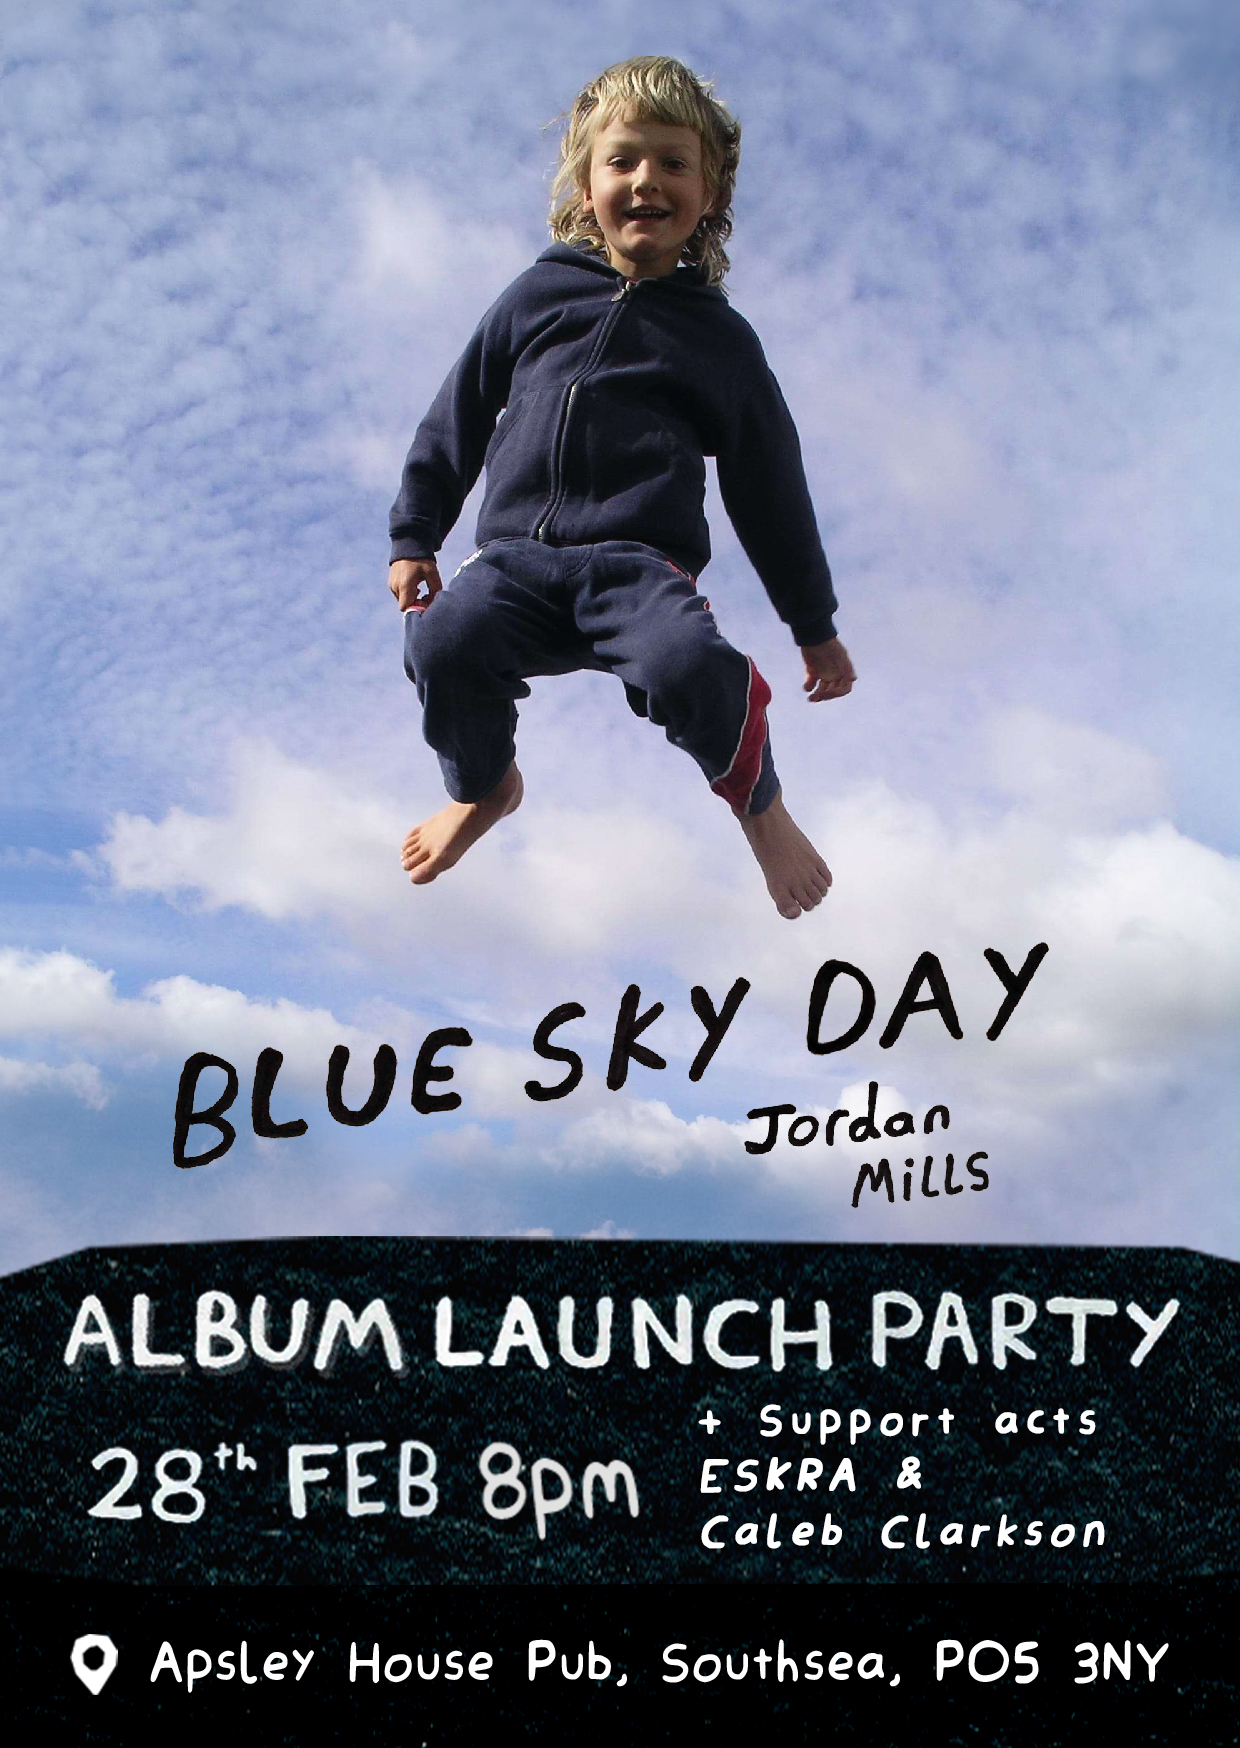 BLUE SKY DAY
Jordan
MiLLS
ALBUM LAUNCH PARTY
28th FEB 8pm
+ Support acts
ESKRA &
Caleb Clarkson
Apsley House Pub, Southsea, PO5 3NY